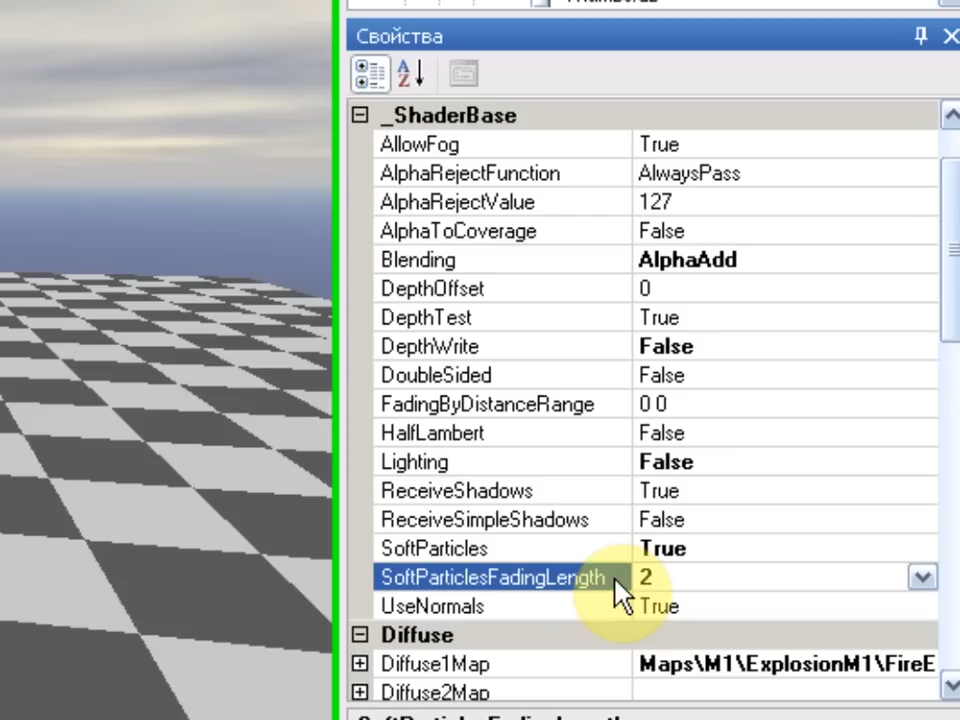 Свойства
A
Z
_ShaderBase
AllowFog True
AlphaRejectFunction AlwaysPass
AlphaRejectValue 127
AlphaToCoverage False
Blending AlphaAdd
DepthOffset 0
DepthTest True
DepthWrite False
DoubleSided False
FadingByDistanceRange 0 0
HalfLambert False
Lighting False
ReceiveShadows True
ReceiveSimpleShadows False
SoftParticles True
SoftParticlesFadingLength 2
UseNormals True
Diffuse
Diffuse1Map Maps\M1\ExplosionM1\FireE
Diffuse2Map